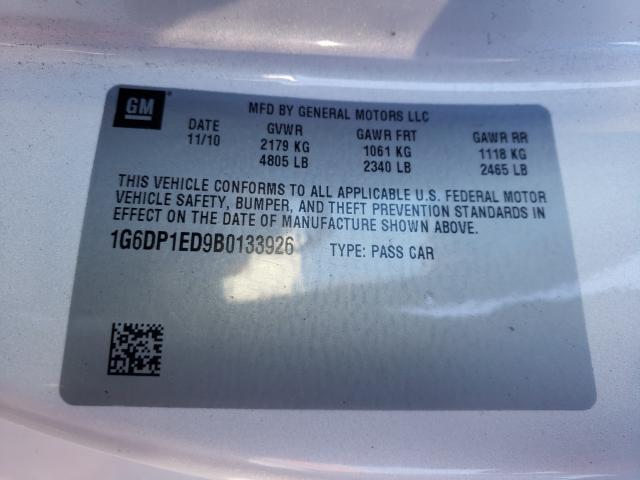 GM
MFD BY GENERAL MOTORS LLC
DATE GVWR GAWR FRT GAWR RR
11/10 2179 KG 1061 KG 1118 KG
4805 LB 2340 LB 2465 LB
THIS VEHICLE CONFORMS TO ALL APPLICABLE U.S. FEDERAL MOTOR
VEHICLE SAFETY, BUMPER, AND THEFT PREVENTION STANDARDS IN
EFFECT ON THE DATE OF MANUFACTURE SHOWN ABOVE.
1G6DP1ED9B0133926 TYPE: PASS CAR